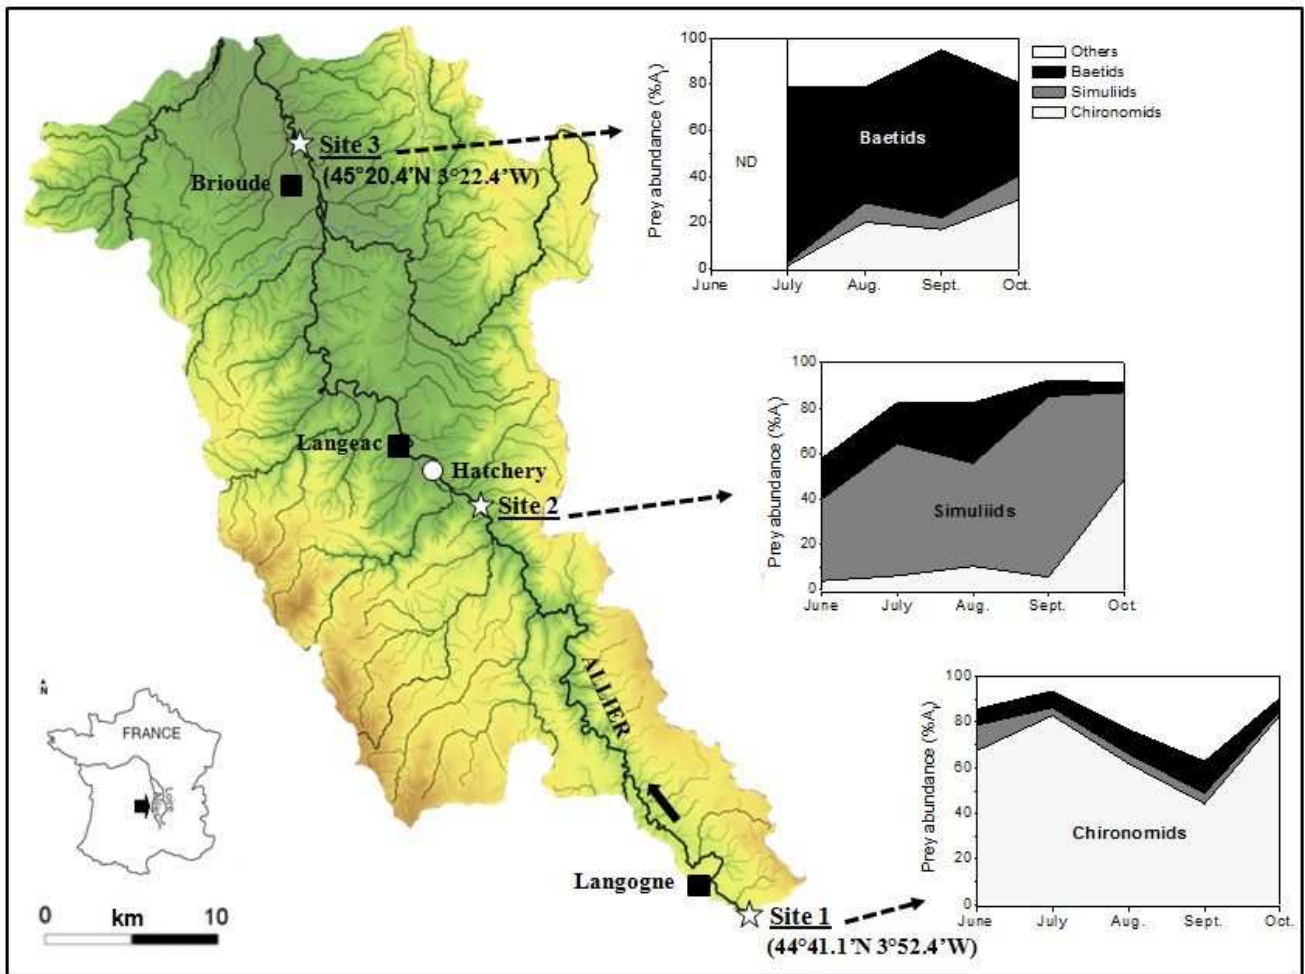 100
80
60
40
20
0
Prey abundance (%Aᵢ)
ND
Baetids
June
July
Aug.
Sept.
Oct.
Others
Baetids
Simuliids
Chironomids
Site 3
(45°20.4'N 3°22.4'W)
Brioude
Langeac
Hatchery
Site 2
100
80
60
40
20
0
Prey abundance (%Aᵢ)
Simuliids
June
July
Aug.
Sept.
Oct.
ALLIER
Langogne
Site 1
(44°41.1'N 3°52.4'W)
100
80
60
40
20
0
Prey abundance (%Aᵢ)
Chironomids
June
July
Aug.
Sept.
Oct.
N
FRANCE
0 km 10